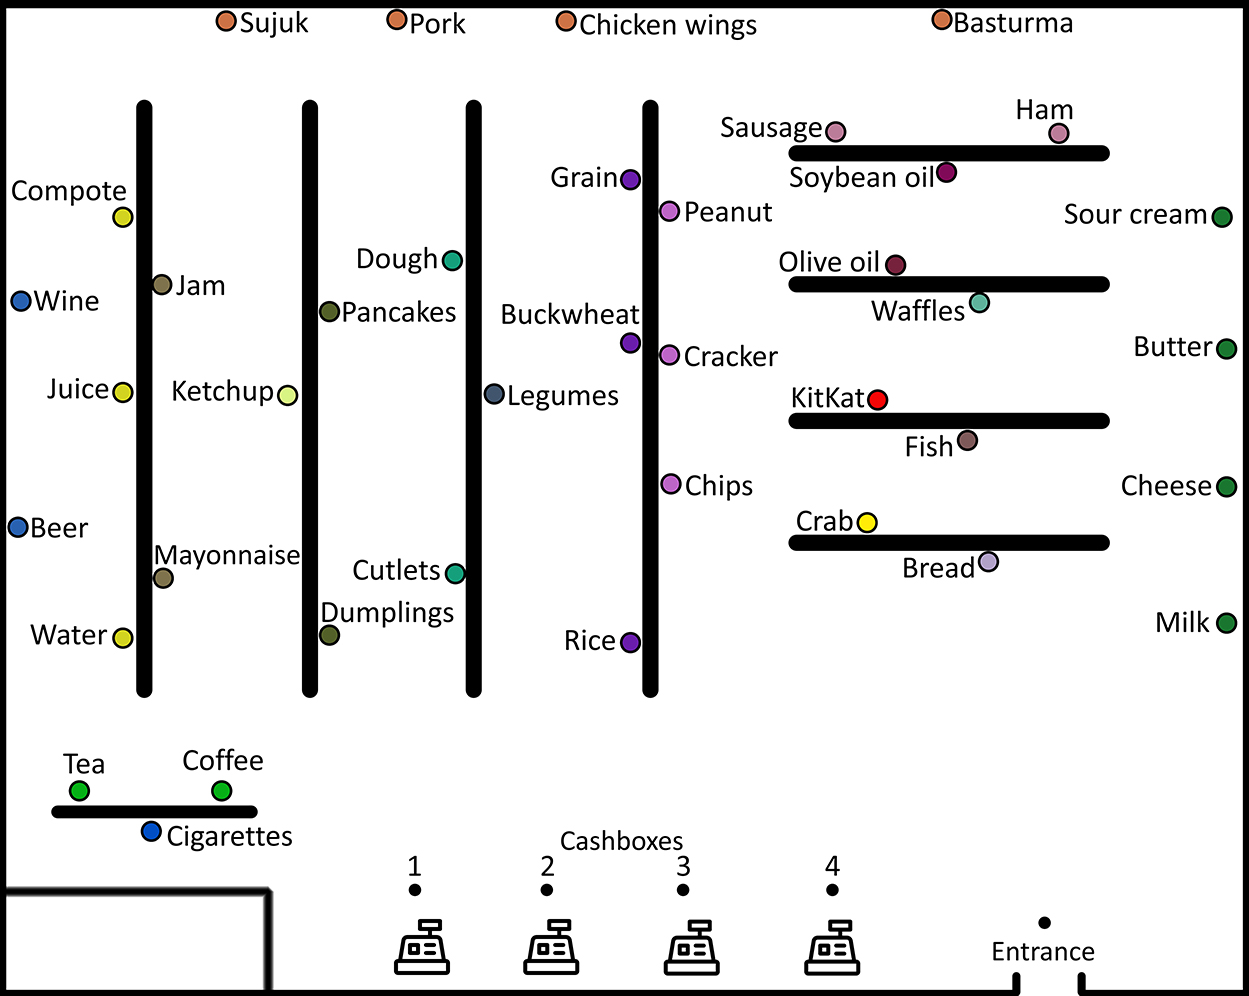 Sujuk
Pork
Chicken wings
Basturma
Ham
Sausage
Grain
Soybean oil
Compote
Peanut
Sour cream
Dough
Olive oil
Jam
Wine
Pancakes
Buckwheat
Waffles
Butter
Cracker
Juice
Ketchup
Legumes
KitKat
Fish
Chips
Cheese
Crab
Beer
Mayonnaise
Cutlets
Bread
Dumplings
Milk
Water
Rice
Tea
Coffee
Cigarettes
Cashboxes
1
2
3
4
Entrance